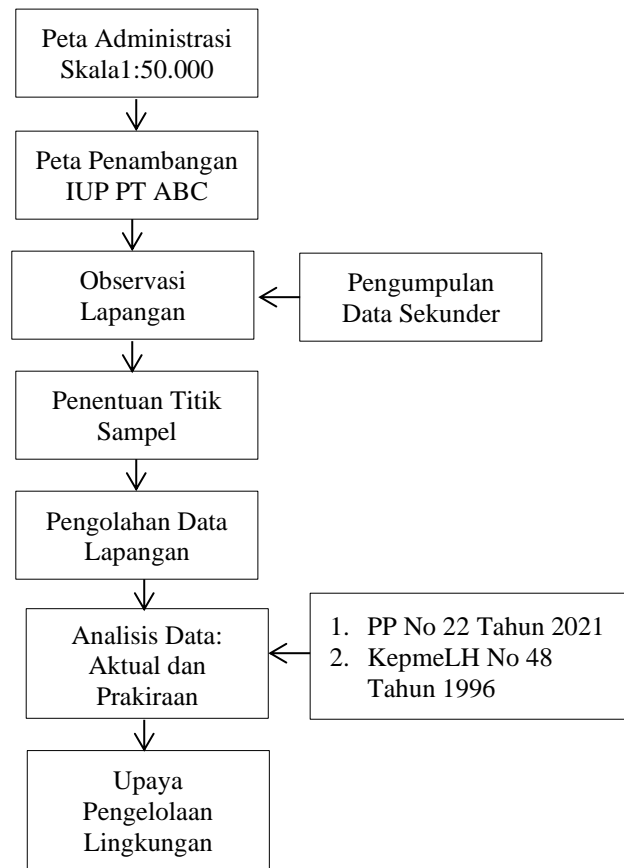 Peta Administrasi
Skala1:50.000
Peta Penambangan
IUP PT ABC
Observasi
Lapangan
Pengumpulan
Data Sekunder
Penentuan Titik
Sampel
Pengolahan Data
Lapangan
Analisis Data:
Aktual dan
Prakiraan
1. PP No 22 Tahun 2021
2. KepmeLH No 48
Tahun 1996
Upaya
Pengelolaan
Lingkungan